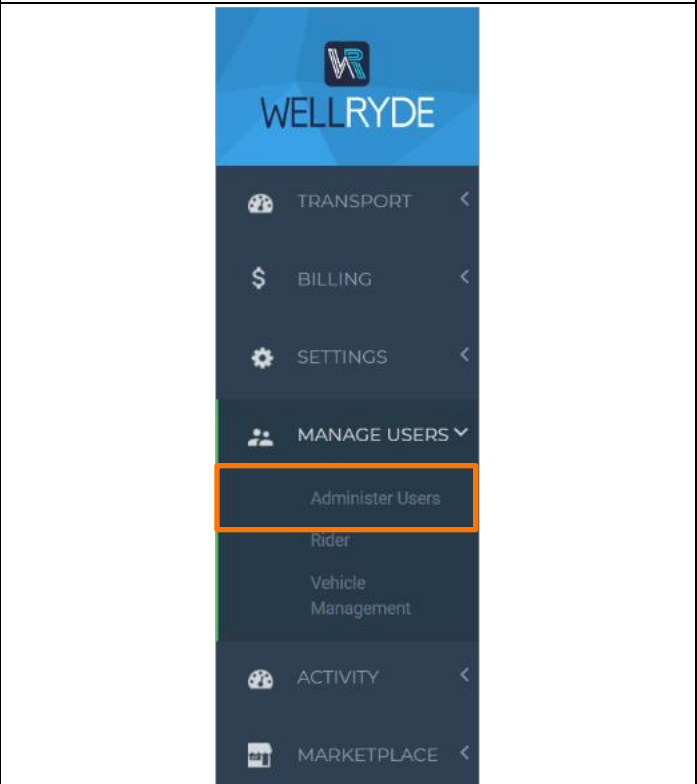 WELLRYDE
TRANSPORT
BILLING
SETTINGS
MANAGE USERS
Administer Users
Rider
Vehicle
Management
ACTIVITY
MARKETPLACE